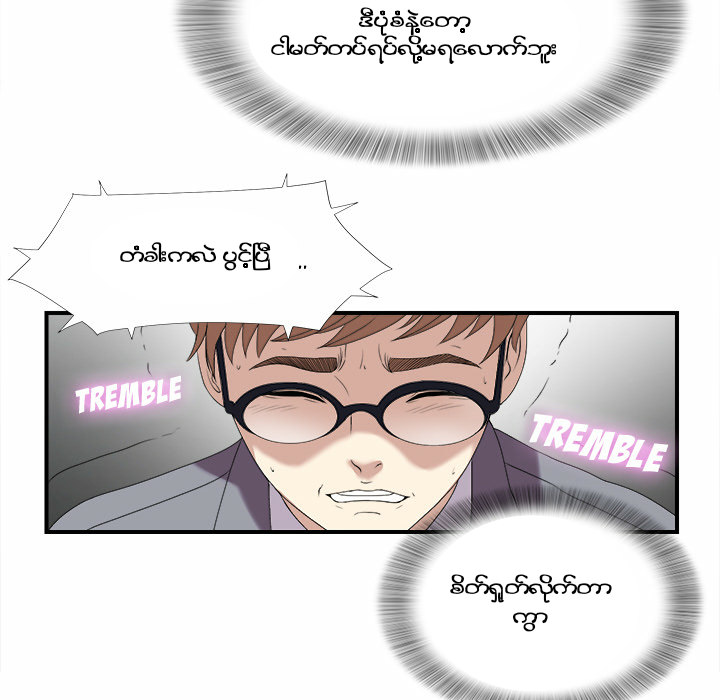 ဒီပုံစံနဲ့တော့
ငါမတ်တပ်ရပ်လို့မရလောက်ဘူး
တံခါးကလဲ ပွင့်ပြီ ..
TREMBLE
TREMBLE
ခိတ်ရှုတ်လိုက်တာ
ကွာ